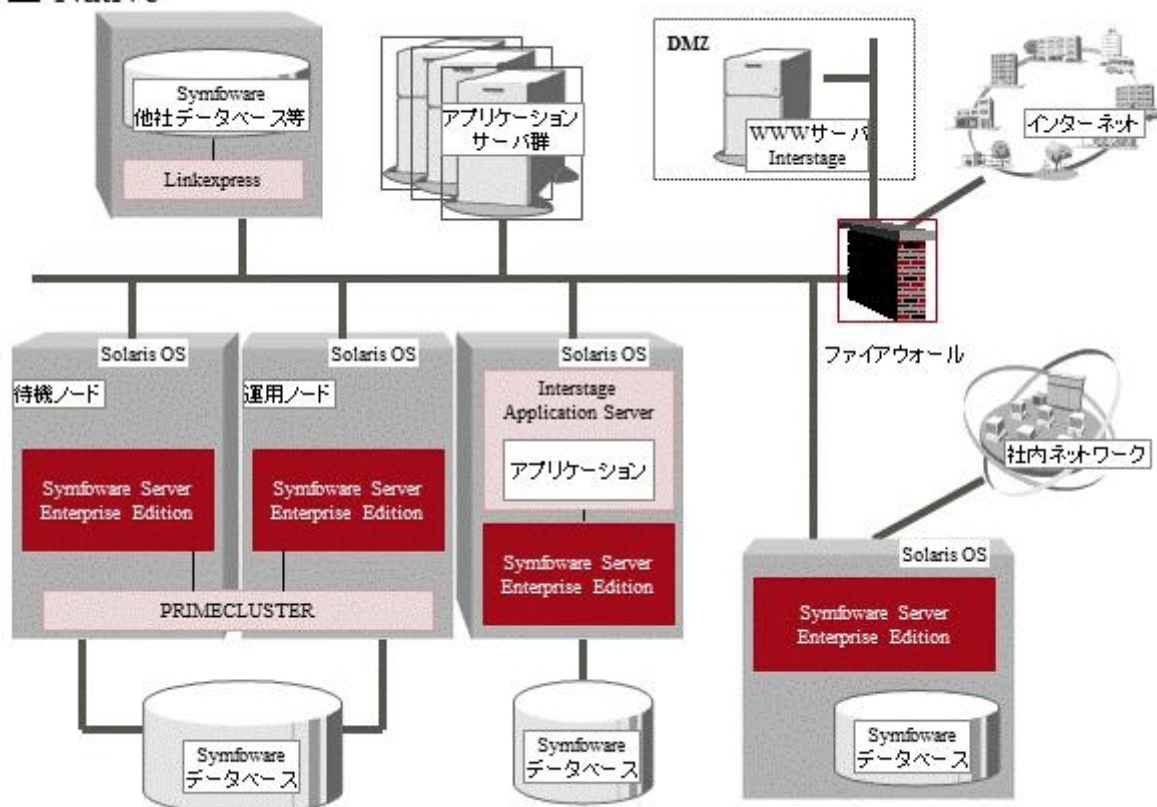 Native
Symfoware
他社データベース等
Linkexpress
アプリケーション
サーバ群
DMZ
WWWサーバ
Interstage
インターネット
ファイアウォール
Solaris OS
待機ノード
Symfoware Server
Enterprise Edition
Solaris OS
運用ノード
Symfoware Server
Enterprise Edition
PRIMECLUSTER
Symfoware
データベース
Solaris OS
Interstage
Application Server
アプリケーション
Symfoware Server
Enterprise Edition
Symfoware
データベース
社内ネットワーク
Solaris OS
Symfoware Server
Enterprise Edition
Symfoware
データベース